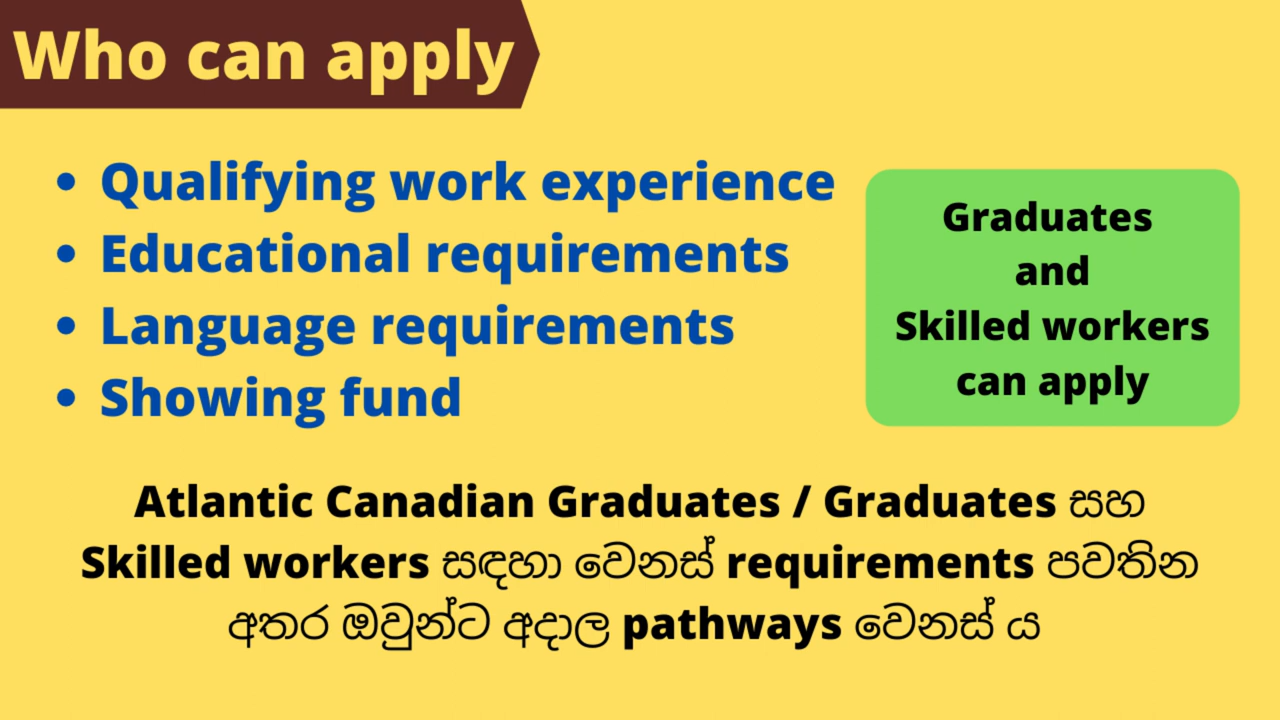 Who can apply
• Qualifying work experience
• Educational requirements
• Language requirements
• Showing fund
Graduates
and
Skilled workers
can apply
Atlantic Canadian Graduates / Graduates සහ
Skilled workers සඳහා වෙනස් requirements පවතින
අතර ඔවුන්ට අදාල pathways වෙනස් ය